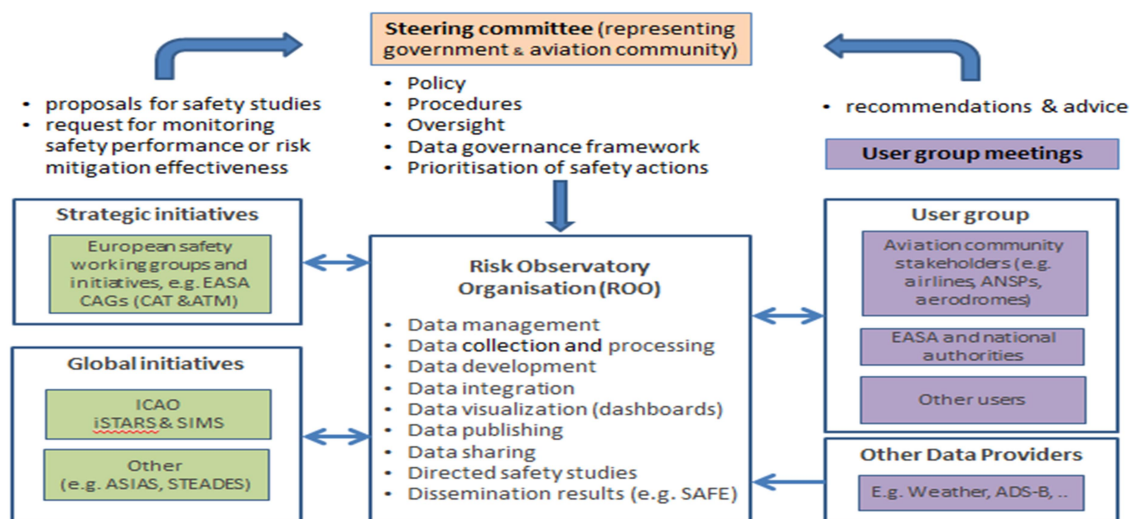 Steering committee (representing
government & aviation community)
• proposals for safety studies
• request for monitoring
safety performance or risk
mitigation effectiveness
• Policy
• Procedures
• Oversight
• Data governance framework
• Prioritisation of safety actions
• recommendations & advice
User group meetings
Strategic initiatives
European safety
working groups and
initiatives, e.g. EASA
CAGs (CAT &ATM)
Global initiatives
ICAO
iSTARS & SIMS
Other
(e.g. ASIAS, STEADES)
Risk Observatory
Organisation (ROO)
• Data management
• Data collection and processing
• Data development
• Data integration
• Data visualization (dashboards)
• Data publishing
• Data sharing
• Directed safety studies
• Dissemination results (e.g. SAFE)
User group
Aviation community
stakeholders (e.g.
airlines, ANSPs,
aerodromes)
EASA and national
authorities
Other users
Other Data Providers
E.g. Weather, ADS-B, ..